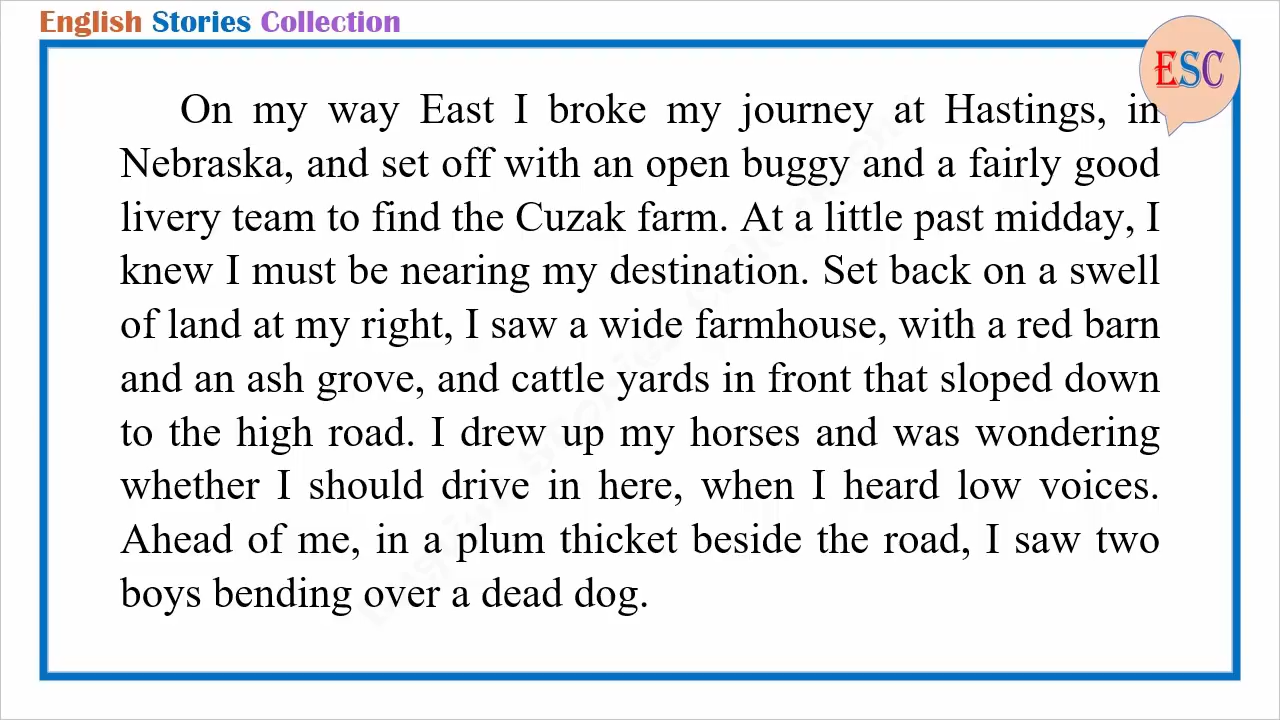 English Stories Collection
ESC
On my way East I broke my journey at Hastings, in
Nebraska, and set off with an open buggy and a fairly good
livery team to find the Cuzak farm. At a little past midday, I
knew I must be nearing my destination. Set back on a swell
of land at my right, I saw a wide farmhouse, with a red barn
and an ash grove, and cattle yards in front that sloped down
to the high road. I drew up my horses and was wondering
whether I should drive in here, when I heard low voices.
Ahead of me, in a plum thicket beside the road, I saw two
boys bending over a dead dog.